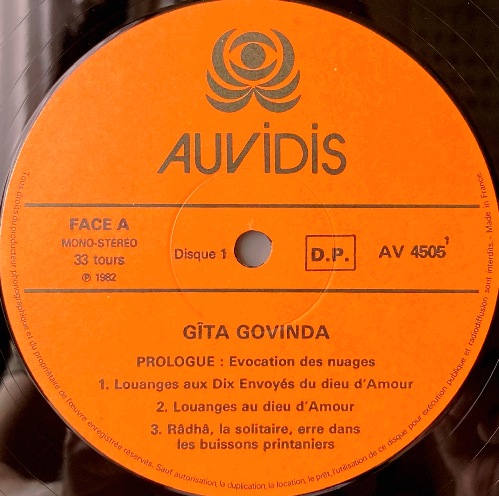 AUVIDIS
FACE A
MONO-STÉRÉO
33 tours
℗ 1982
Disque 1
D.P.
AV 4505¹
GÎTA GOVINDA
PROLOGUE : Evocation des nuages
1. Louanges aux Dix Envoyés du dieu d'Amour
2. Louanges au dieu d'Amour
3. Râdhâ, la solitaire, erre dans
les buissons printaniers
Tous droits du producteur phonographique et du propriétaire de l'œuvre enregistrée réservés. Sauf autorisation, la duplication, la location, le prêt, l'utilisation de ce disque pour exécution publique et radiodiffusion sont interdits. - Made in France.